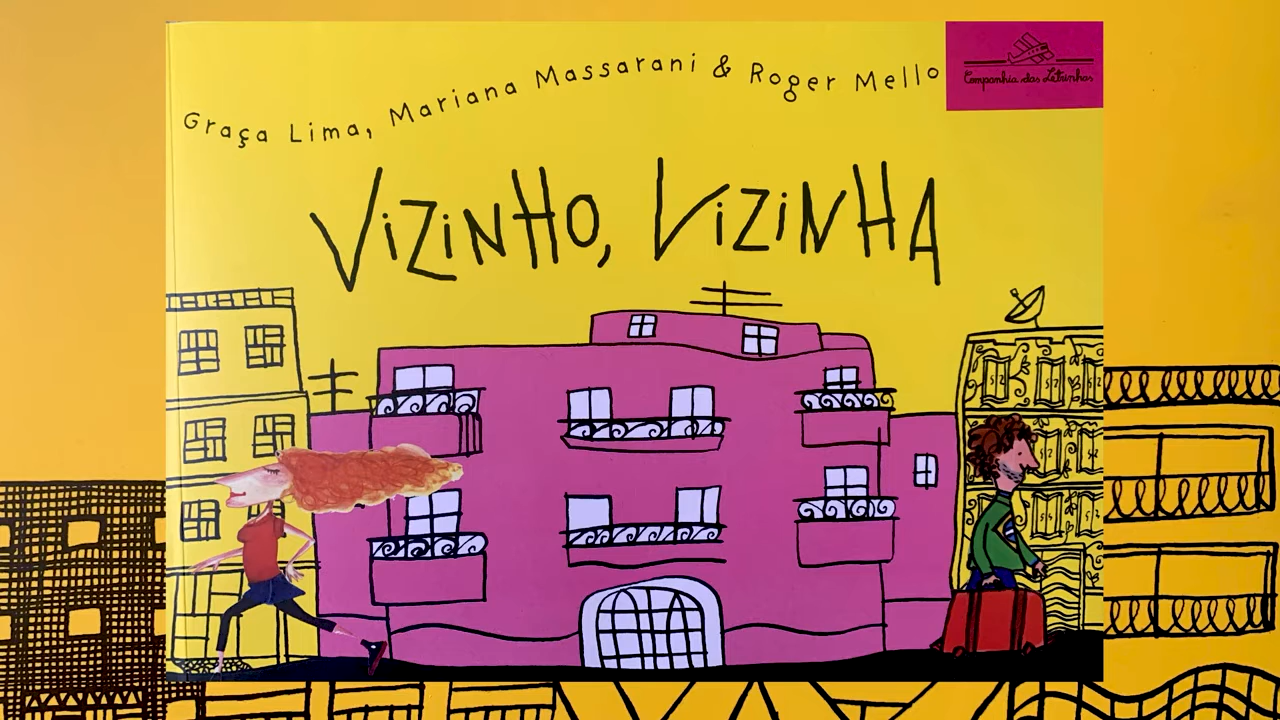 Graça Lima, Mariana Massarani & Roger Mello
Companhia das Letrinhas
VIZINHO, VIZINHA